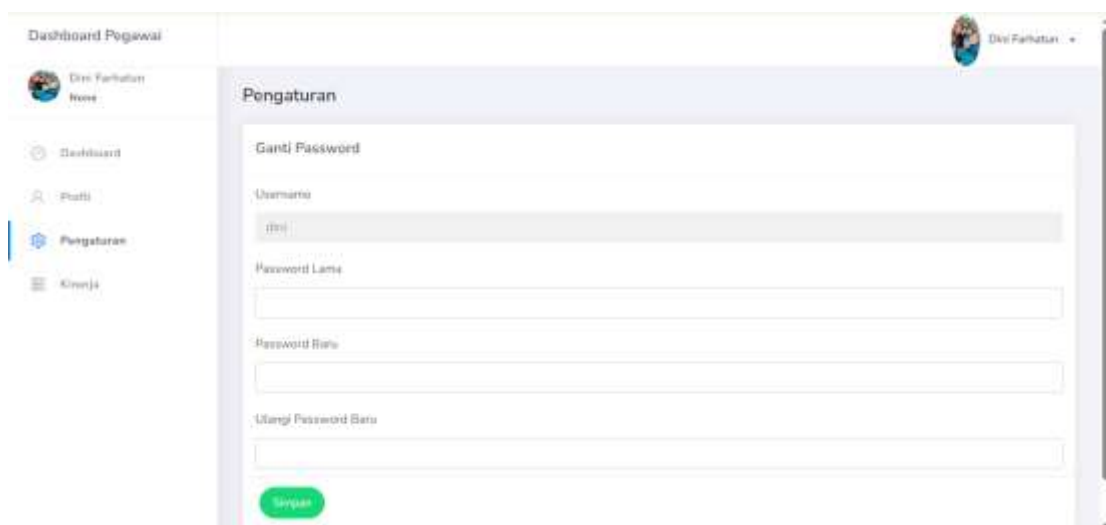 Dashboard Pegawai
Dini Farhatun
Dini Farhatun
None
Pengaturan
Dashboard
Profil
Pengaturan
Kinerja
Ganti Password
Username
dini
Password Lama
Password Baru
Ulangi Password Baru
Simpan